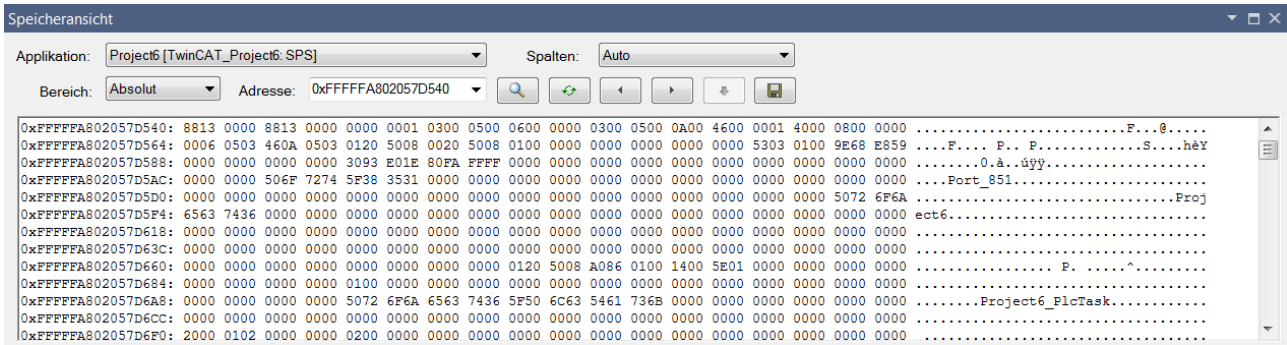 Speicheransicht
Applikation: Project6 [TwinCAT_Project6: SPS] Spalten: Auto
Bereich: Absolut Adresse: 0xFFFFFA802057D540
0xFFFFFA802057D540: 8813 0000 8813 0000 0000 0001 0300 0500 0600 0000 0300 0500 0A00 4600 0001 4000 0800 0000 ...........................F...@.....
0xFFFFFA802057D564: 0006 0503 460A 0503 0120 5008 0020 5008 0100 0000 0000 0000 0000 0000 5303 0100 9E68 E859 ....F.... P.. P.............S....hèY
0xFFFFFA802057D588: 0000 0000 0000 0000 3093 E01E 80FA FFFF 0000 0000 0000 0000 0000 0000 0000 0000 0000 0000 ........0.à..úÿÿ....................
0xFFFFFA802057D5AC: 0000 0000 506F 7274 5F38 3531 0000 0000 0000 0000 0000 0000 0000 0000 0000 0000 0000 0000 ....Port_851........................
0xFFFFFA802057D5D0: 0000 0000 0000 0000 0000 0000 0000 0000 0000 0000 0000 0000 0000 0000 0000 0000 5072 6F6A ................................Proj
0xFFFFFA802057D5F4: 6563 7436 0000 0000 0000 0000 0000 0000 0000 0000 0000 0000 0000 0000 0000 0000 0000 0000 ect6................................
0xFFFFFA802057D618: 0000 0000 0000 0000 0000 0000 0000 0000 0000 0000 0000 0000 0000 0000 0000 0000 0000 0000 ....................................
0xFFFFFA802057D63C: 0000 0000 0000 0000 0000 0000 0000 0000 0000 0000 0000 0000 0000 0000 0000 0000 0000 0000 ....................................
0xFFFFFA802057D660: 0000 0000 0000 0000 0000 0000 0000 0000 0120 5008 A086 0100 1400 5E01 0000 0000 0000 0000 ................. P. .....^.........
0xFFFFFA802057D684: 0000 0000 0000 0000 0100 0000 0000 0000 0000 0000 0000 0000 0000 0000 0000 0000 0000 0000 ....................................
0xFFFFFA802057D6A8: 0000 0000 0000 0000 5072 6F6A 6563 7436 5F50 6C63 5461 736B 0000 0000 0000 0000 0000 0000 ........Project6_PlcTask............
0xFFFFFA802057D6CC: 0000 0000 0000 0000 0000 0000 0000 0000 0000 0000 0000 0000 0000 0000 0000 0000 0000 0000 ....................................
0xFFFFFA802057D6F0: 2000 0102 0000 0000 0200 0000 0000 0000 0000 0000 0000 0000 0000 0000 0000 0000 0000 0000 ...................................